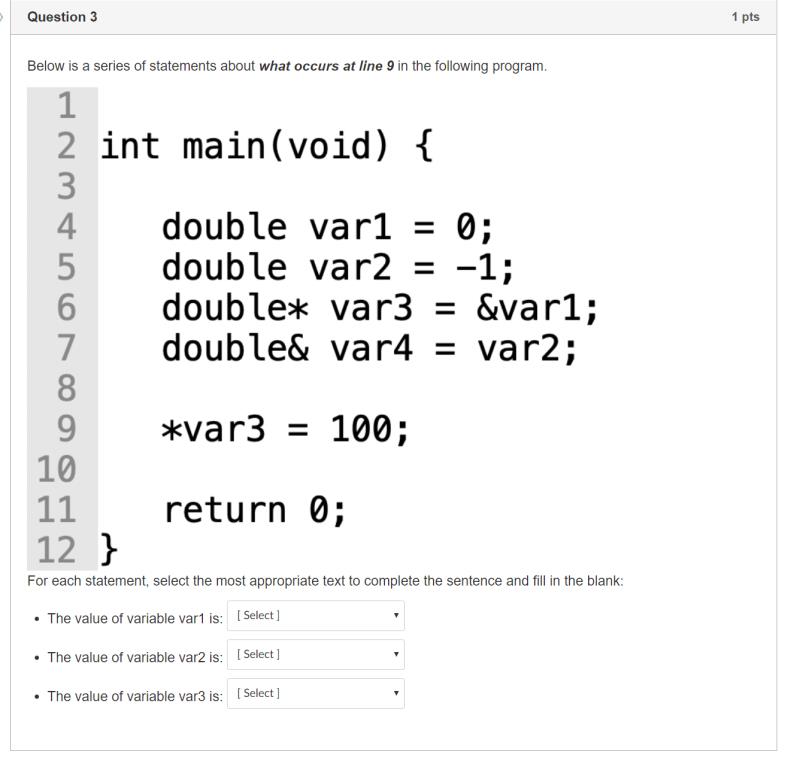 Question 3 1 pts
Below is a series of statements about what occurs at line 9 in the following program.
1
2 int main(void) {
3
4 double var1 = 0;
5 double var2 = -1;
6 double* var3 = &var1;
7 double& var4 = var2;
8
9 *var3 = 100;
10
11 return 0;
12 }
For each statement, select the most appropriate text to complete the sentence and fill in the blank:
• The value of variable var1 is: [ Select ]
• The value of variable var2 is: [ Select ]
• The value of variable var3 is: [ Select ]